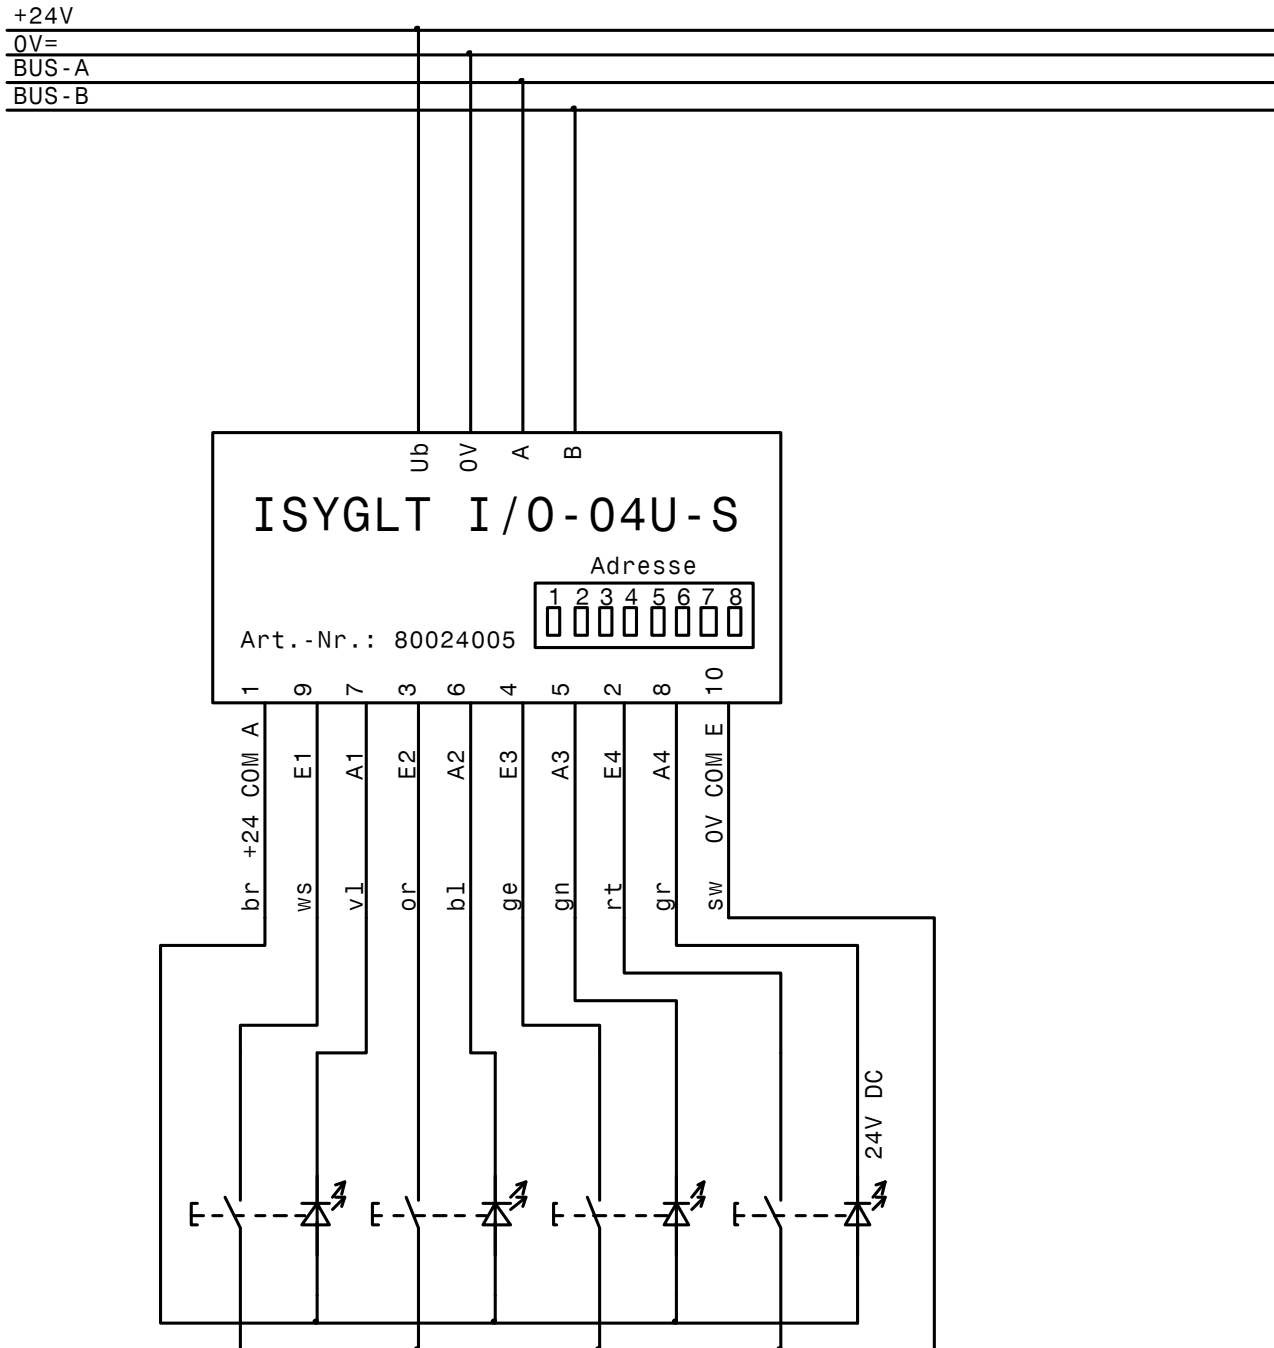 +24V
0V=
BUS-A
BUS-B
Ub 0V A B
ISYGLT I/O-04U-S
Adresse
1 2 3 4 5 6 7 8
Art.-Nr.: 80024005
1 9 7 3 6 4 5 2 8 10
+24 COM A E1 A1 E2 A2 E3 A3 E4 A4 0V COM E
br ws vl or bl ge gn rt gr sw
24V DC